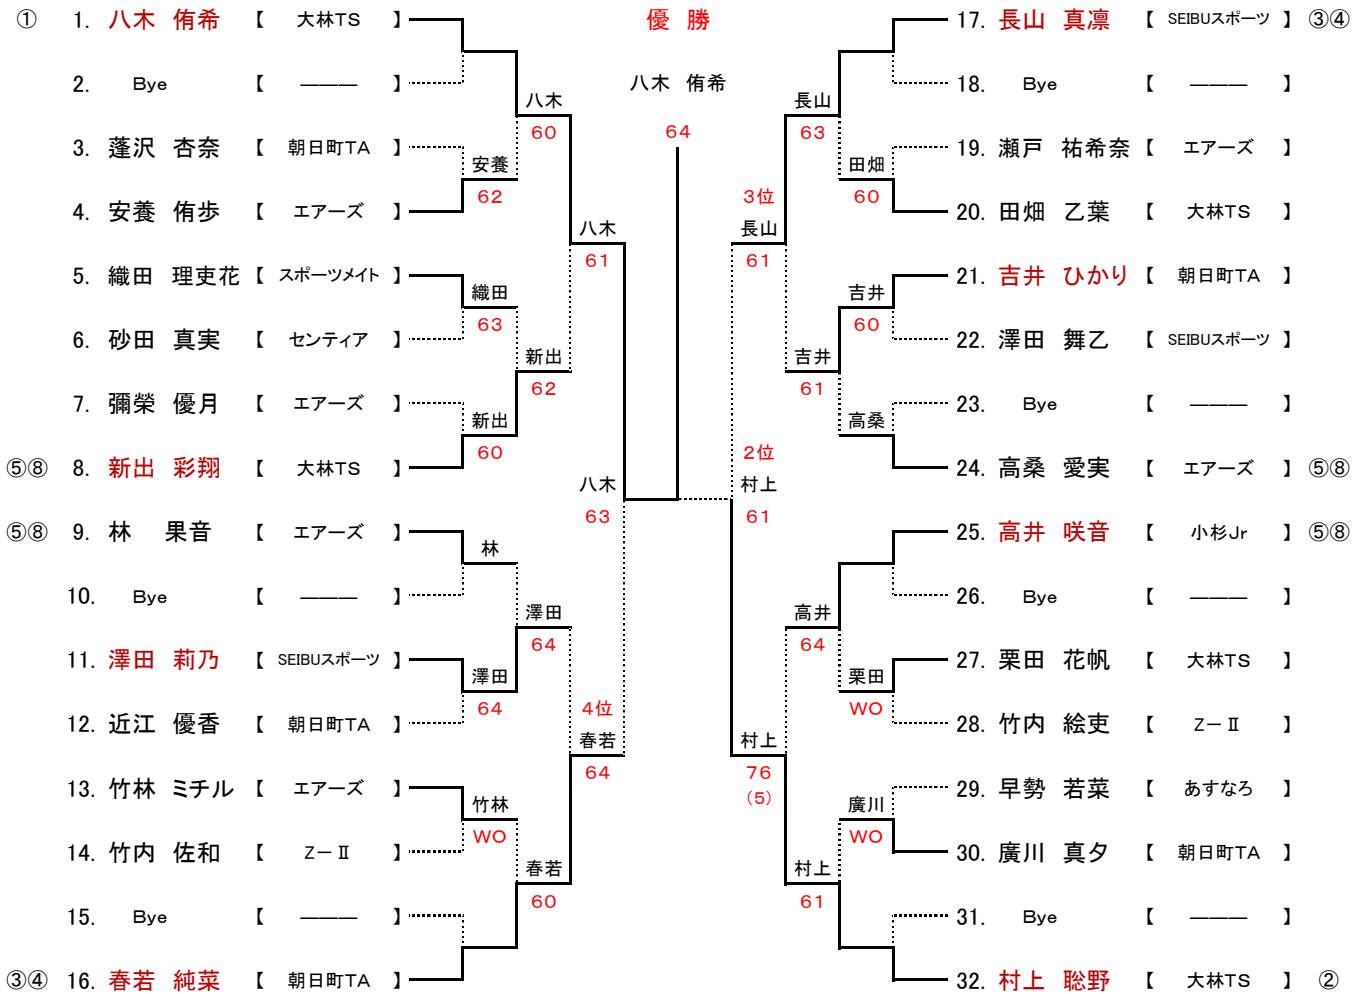 優 勝
八木 侑希
64
① 1. 八木 侑希 【 大林TS 】
2. Bye 【 ――― 】
八木
60
3. 蓬沢 杏奈 【 朝日町TA 】
安養
62
4. 安養 侑歩 【 エアーズ 】
八木
61
5. 織田 理吏花 【 スポーツメイト 】
織田
63
6. 砂田 真実 【 センティア 】
新出
62
7. 彌榮 優月 【 エアーズ 】
新出
60
⑤⑧ 8. 新出 彩翔 【 大林TS 】
八木
63
⑤⑧ 9. 林 果音 【 エアーズ 】
林
10. Bye 【 ――― 】
澤田
64
11. 澤田 莉乃 【 SEIBUスポーツ 】
澤田
64
12. 近江 優香 【 朝日町TA 】
4位
春若
64
13. 竹林 ミチル 【 エアーズ 】
竹林
WO
14. 竹内 佐和 【 Z-Ⅱ 】
春若
60
15. Bye 【 ――― 】
③④ 16. 春若 純菜 【 朝日町TA 】
17. 長山 真凛 【 SEIBUスポーツ 】 ③④
18. Bye 【 ――― 】
長山
63
19. 瀬戸 祐希奈 【 エアーズ 】
田畑
60
20. 田畑 乙葉 【 大林TS 】
3位
長山
61
21. 吉井 ひかり 【 朝日町TA 】
吉井
60
22. 澤田 舞乙 【 SEIBUスポーツ 】
吉井
61
23. Bye 【 ――― 】
高桑
24. 高桑 愛実 【 エアーズ 】 ⑤⑧
2位
村上
61
25. 高井 咲音 【 小杉Jr 】 ⑤⑧
26. Bye 【 ――― 】
高井
64
27. 栗田 花帆 【 大林TS 】
栗田
WO
28. 竹内 絵吏 【 Z-Ⅱ 】
村上
76
(5)
29. 早勢 若菜 【 あすなろ 】
廣川
WO
30. 廣川 真夕 【 朝日町TA 】
村上
61
31. Bye 【 ――― 】
32. 村上 聡野 【 大林TS 】 ②